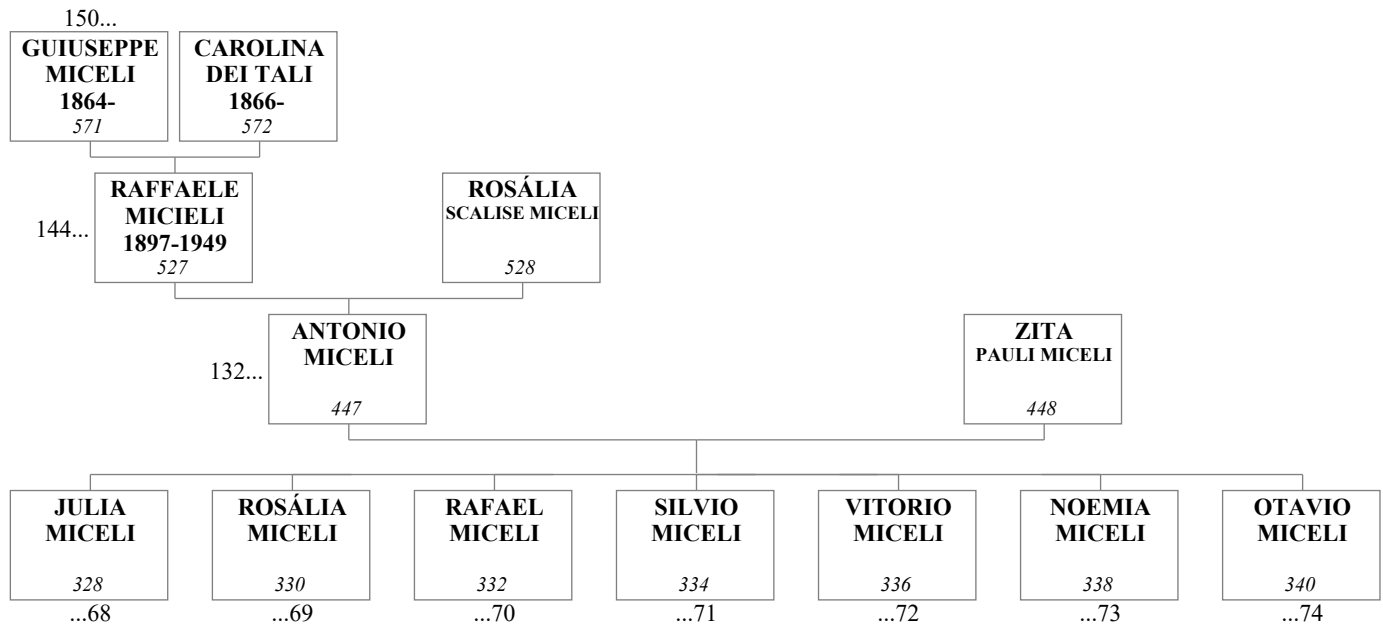 150...
GUIUSEPPE
MICELI
1864-
571
CAROLINA
DEI TALI
1866-
572
144...
RAFFAELE
MICIELI
1897-1949
527
ROSÁLIA
SCALISE MICELI
528
132...
ANTONIO
MICELI
447
ZITA
PAULI MICELI
448
JULIA
MICELI
328
...68
ROSÁLIA
MICELI
330
...69
RAFAEL
MICELI
332
...70
SILVIO
MICELI
334
...71
VITORIO
MICELI
336
...72
NOEMIA
MICELI
338
...73
OTAVIO
MICELI
340
...74